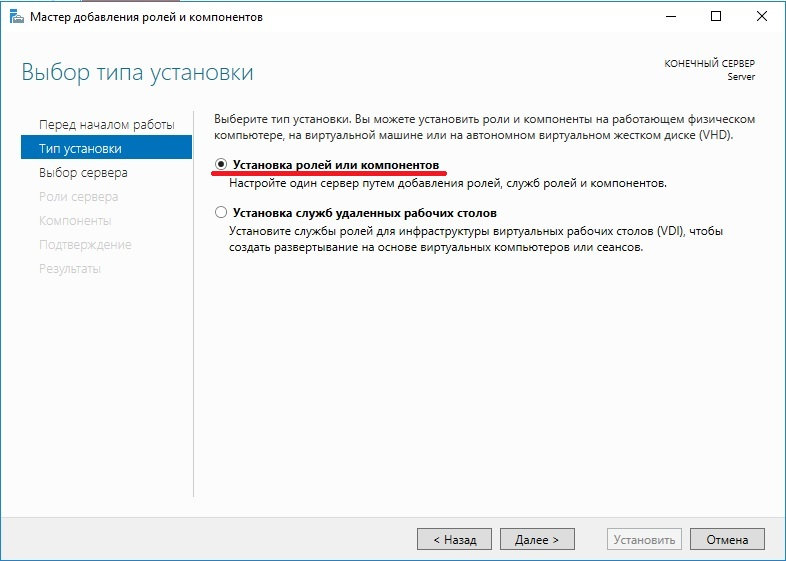 Мастер добавления ролей и компонентов
Выбор типа установки
КОНЕЧНЫЙ СЕРВЕР
Server
Перед началом работы
Тип установки
Выбор сервера
Роли сервера
Компоненты
Подтверждение
Результаты
Выберите тип установки. Вы можете установить роли и компоненты на работающем физическом
компьютере, на виртуальной машине или на автономном виртуальном жестком диске (VHD).
Установка ролей или компонентов
Настройте один сервер путем добавления ролей, служб ролей и компонентов.
Установка служб удаленных рабочих столов
Установите службы ролей для инфраструктуры виртуальных рабочих столов (VDI), чтобы
создать развертывание на основе виртуальных компьютеров или сеансов.
< Назад
Далее >
Установить
Отмена